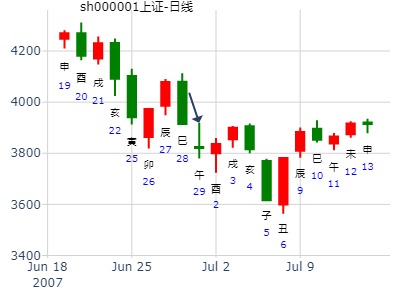 sh000001上证-日线
4200
4000
3800
3600
3400
申
19
酉
20
戌
21
亥
22
寅
25
卯
26
辰
27
巳
28
午
29
酉
2
戌
3
亥
4
子
5
丑
6
辰
9
巳
10
午
11
未
12
申
13
Jun 18
2007
Jun 25
Jul 2
Jul 9